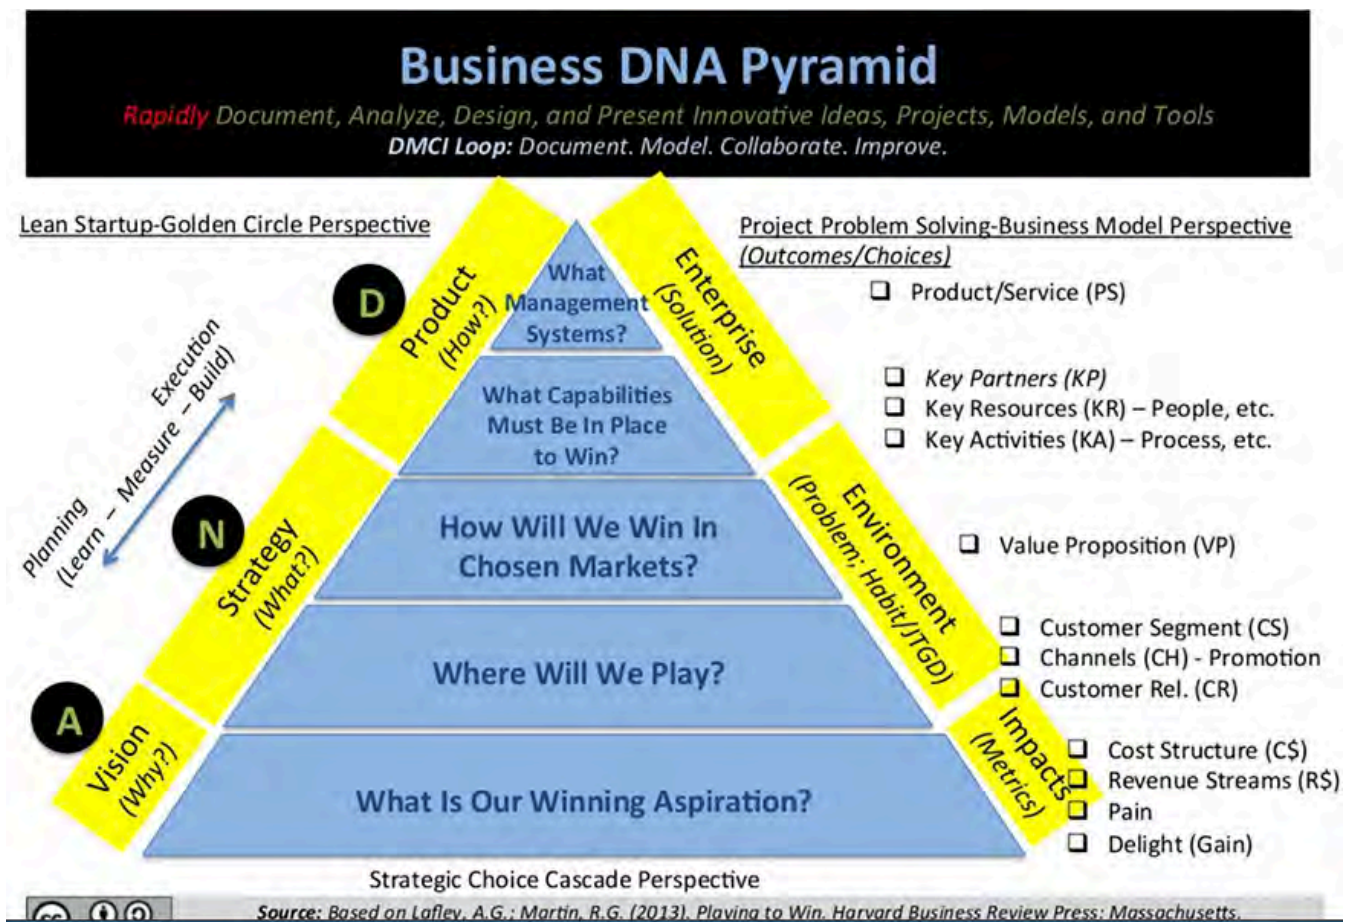 Business DNA Pyramid
Rapidly Document, Analyze, Design, and Present Innovative Ideas, Projects, Models, and Tools
DMCI Loop: Document. Model. Collaborate. Improve.
Lean Startup-Golden Circle Perspective
Project Problem Solving-Business Model Perspective
(Outcomes/Choices)
D
Product
(How?)
What
Management
Systems?
Enterprise
(Solution)
❑ Product/Service (PS)
Execution
Planning
(Learn – Measure – Build)
What Capabilities
Must Be In Place
to Win?
❑ Key Partners (KP)
❑ Key Resources (KR) – People, etc.
❑ Key Activities (KA) – Process, etc.
N
Strategy
(What?)
How Will We Win In
Chosen Markets?
Environment
(Problem; Habit/JTGD)
❑ Value Proposition (VP)
Where Will We Play?
❑ Customer Segment (CS)
❑ Channels (CH) - Promotion
❑ Customer Rel. (CR)
A
Vision
(Why?)
What Is Our Winning Aspiration?
Impacts
(Metrics)
❑ Cost Structure (C$)
❑ Revenue Streams (R$)
❑ Pain
❑ Delight (Gain)
Strategic Choice Cascade Perspective
cc
Source: Based on Lafley, A.G.; Martin, R.G. (2013). Playing to Win. Harvard Business Review Press: Massachusetts